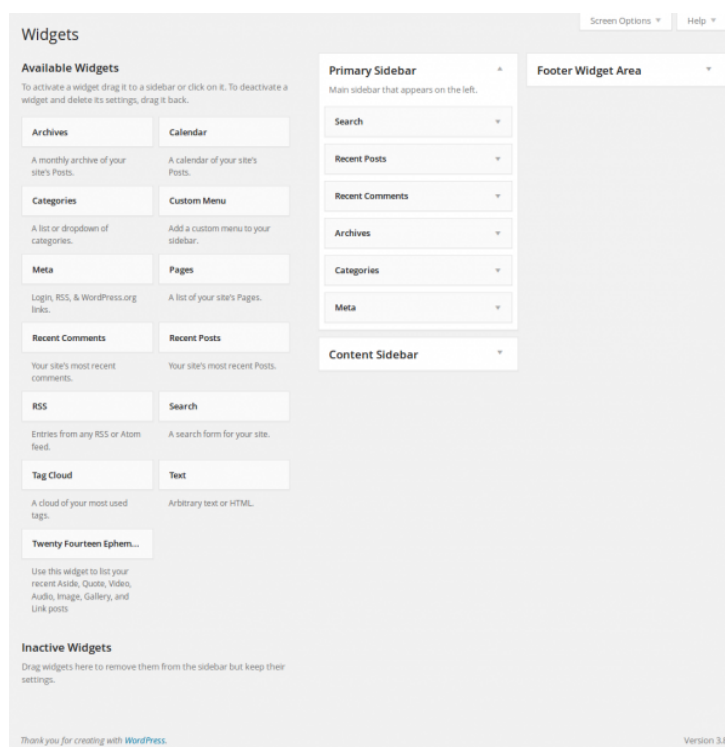 Screen Options Help
Widgets
Available Widgets
To activate a widget drag it to a sidebar or click on it. To deactivate a
widget and delete its settings, drag it back.
Archives
A monthly archive of your
site's Posts.
Calendar
A calendar of your site's
Posts.
Categories
A list or dropdown of
categories.
Custom Menu
Add a custom menu to your
sidebar.
Meta
Login, RSS, & WordPress.org
links.
Pages
A list of your site's Pages.
Recent Comments
Your site's most recent
comments.
Recent Posts
Your site's most recent Posts.
RSS
Entries from any RSS or Atom
feed.
Search
A search form for your site.
Tag Cloud
A cloud of your most used
tags.
Text
Arbitrary text or HTML.
Twenty Fourteen Ephem...
Use this widget to list your
recent Aside, Quote, Video,
Audio, Image, Gallery, and
Link posts
Inactive Widgets
Drag widgets here to remove them from the sidebar but keep their
settings.
Primary Sidebar
Main sidebar that appears on the left.
Search
Recent Posts
Recent Comments
Archives
Categories
Meta
Content Sidebar
Footer Widget Area
Thank you for creating with WordPress.
Version